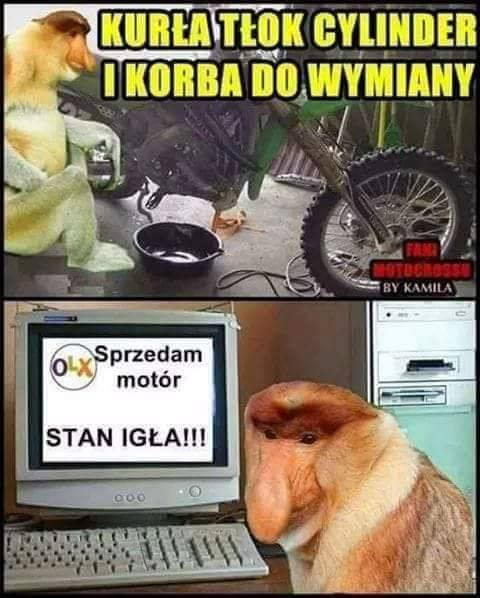 KURŁA TŁOK CYLINDER
I KORBA DO WYMIANY
FANI
MOTOCROSSU
BY KAMILA
OLX Sprzedam
motór
STAN IGŁA!!!